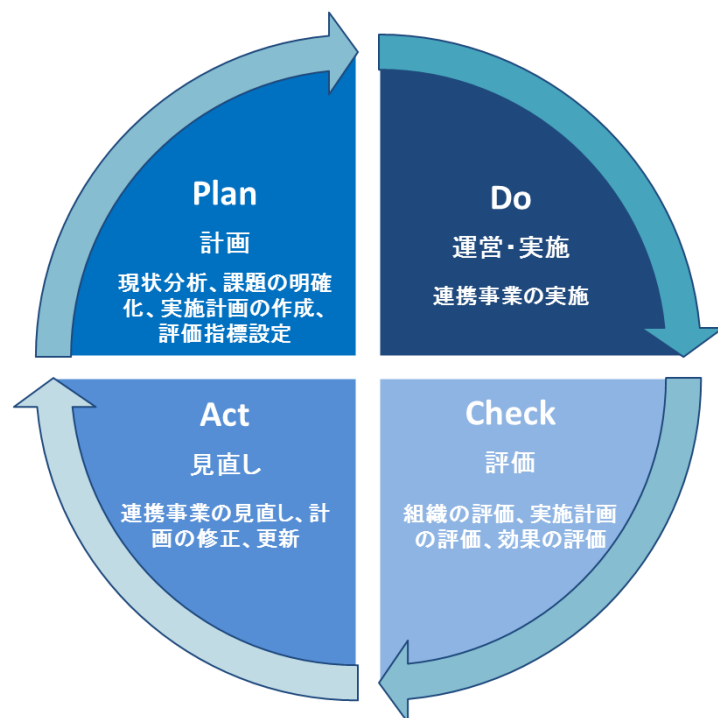 Plan
計画
現状分析、課題の明確
化、実施計画の作成、
評価指標設定
Do
運営・実施
連携事業の実施
Act
見直し
連携事業の見直し、計
画の修正、更新
Check
評価
組織の評価、実施計画
の評価、効果の評価